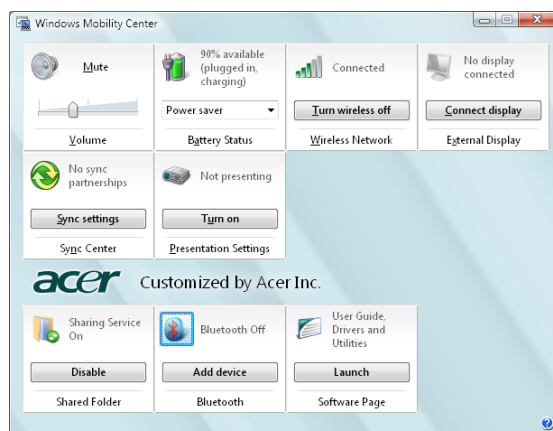 Windows Mobility Center
Mute
Volume
90% available
(plugged in,
charging)
Power saver
Battery Status
Connected
Turn wireless off
Wireless Network
No display
connected
Connect display
External Display
No sync
partnerships
Sync settings
Sync Center
Not presenting
Turn on
Presentation Settings
acer Customized by Acer Inc.
Sharing Service
On
Disable
Shared Folder
Bluetooth Off
Add device
Bluetooth
User Guide,
Drivers and
Utilities
Launch
Software Page